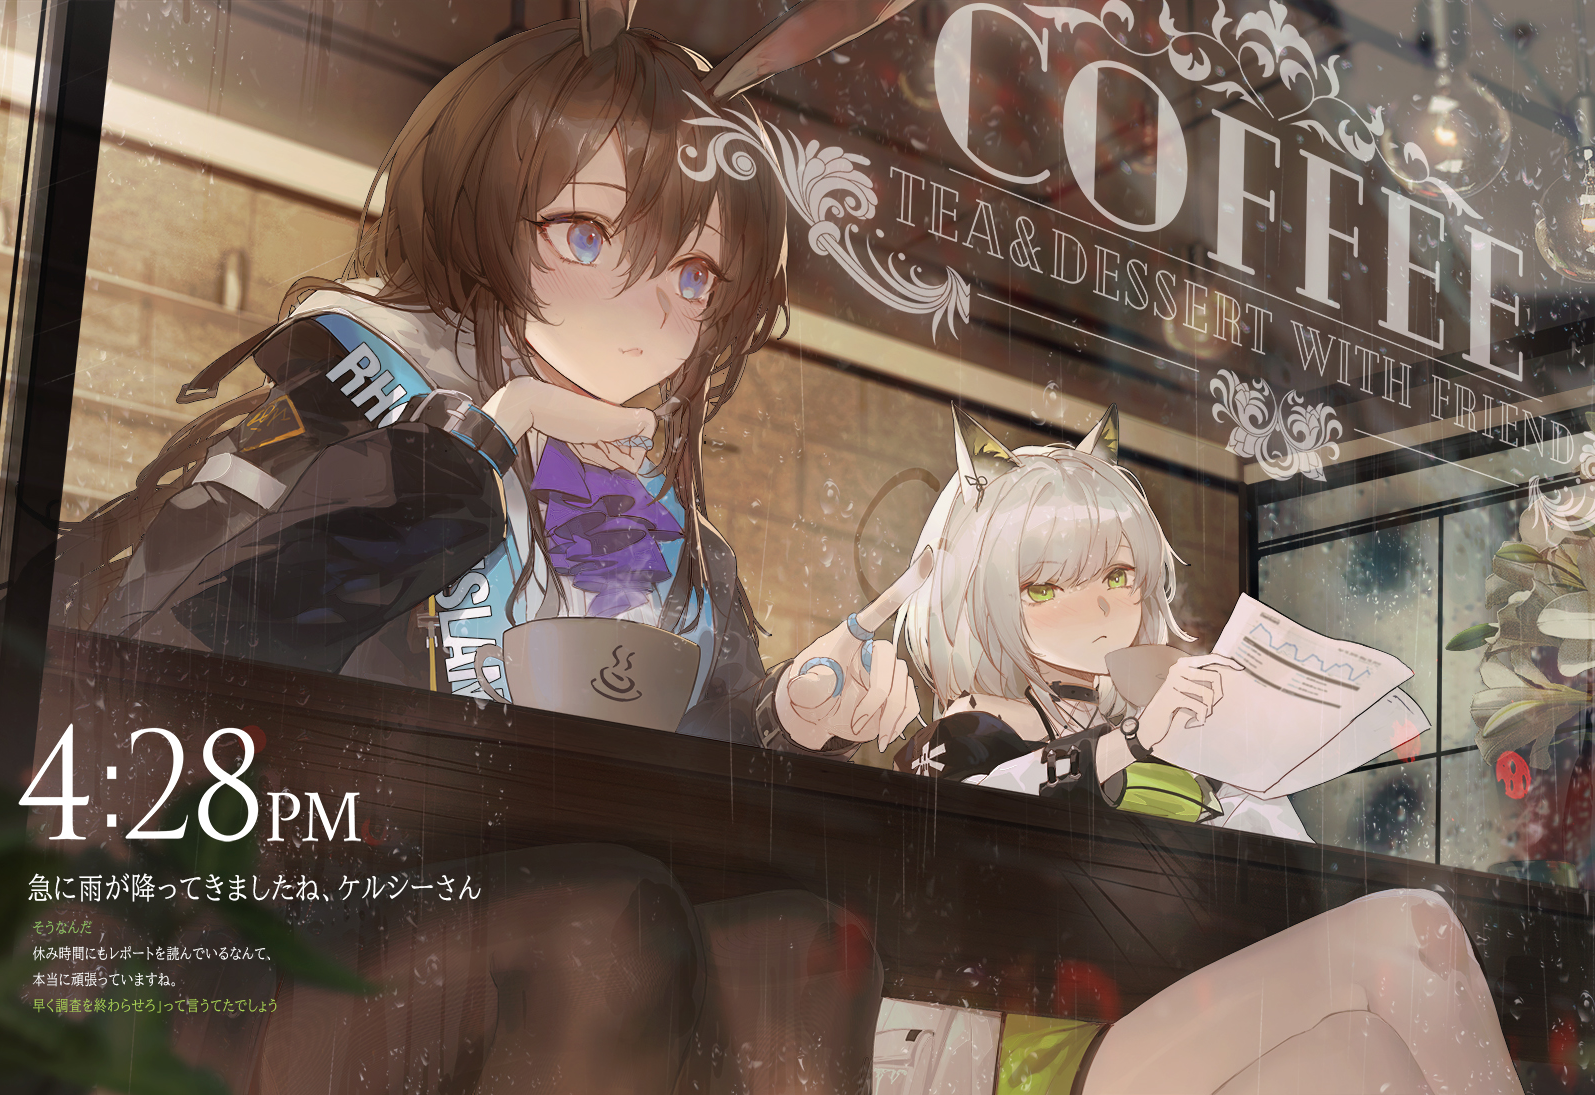 COFFEE
TEA&DESSERT WITH FRIEND
RH
SLAN
4:28PM
急に雨が降ってきましたね、ケルシーさん
そうなんだ
休み時間にもレポートを読んでいるなんて、
本当に頑張っていますね。
早く調査を終わらせろ」って言うてたでしょう